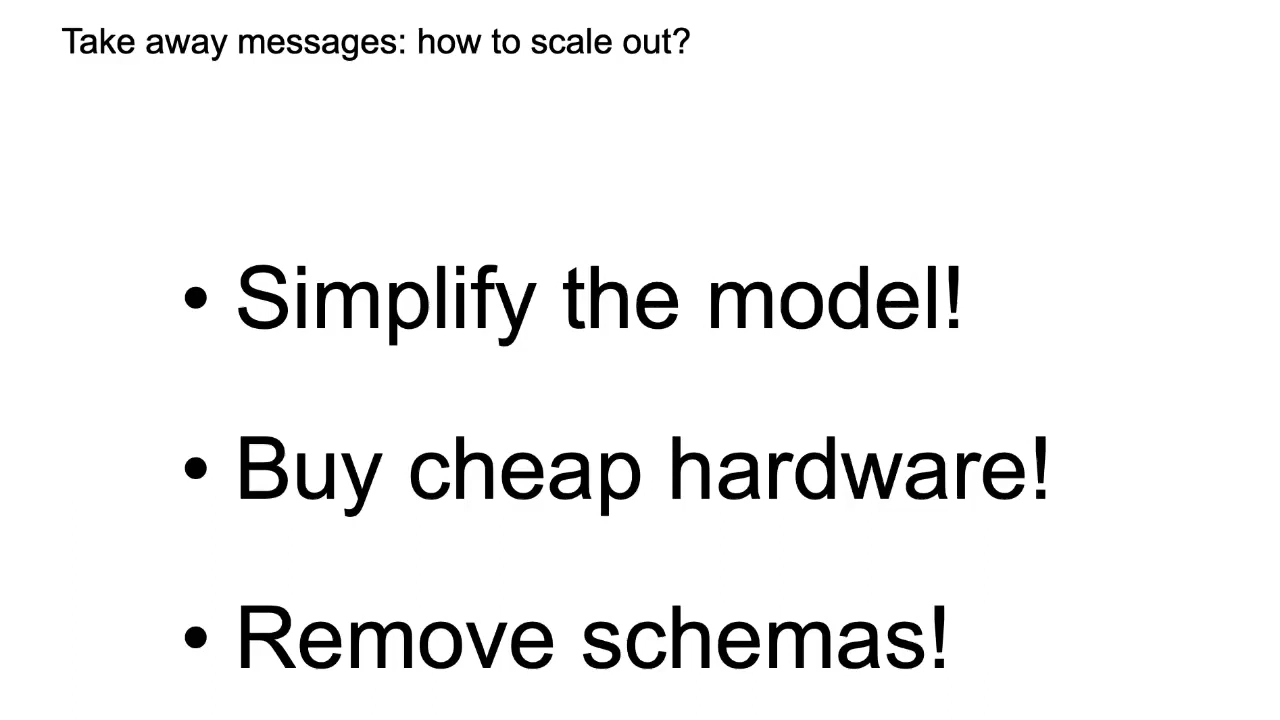 Take away messages: how to scale out?
• Simplify the model!
• Buy cheap hardware!
• Remove schemas!